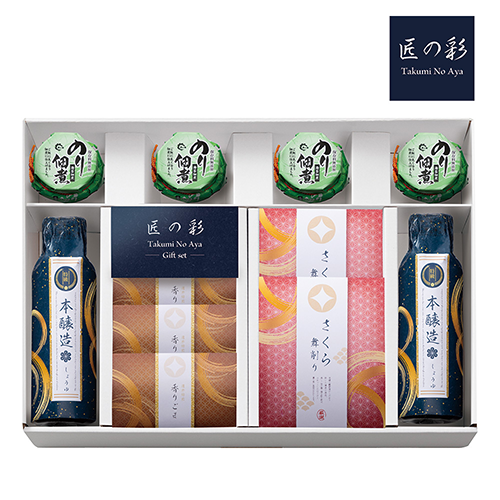 匠の彩
Takumi No Aya
のり佃煮
のり佃煮
のり佃煮
のり佃煮
匠の彩
Takumi No Aya
Gift set
香り
香り
香りごま
さくら
舞削り
さくら
舞削り
本醸造
しょうゆ
本醸造
しょうゆ